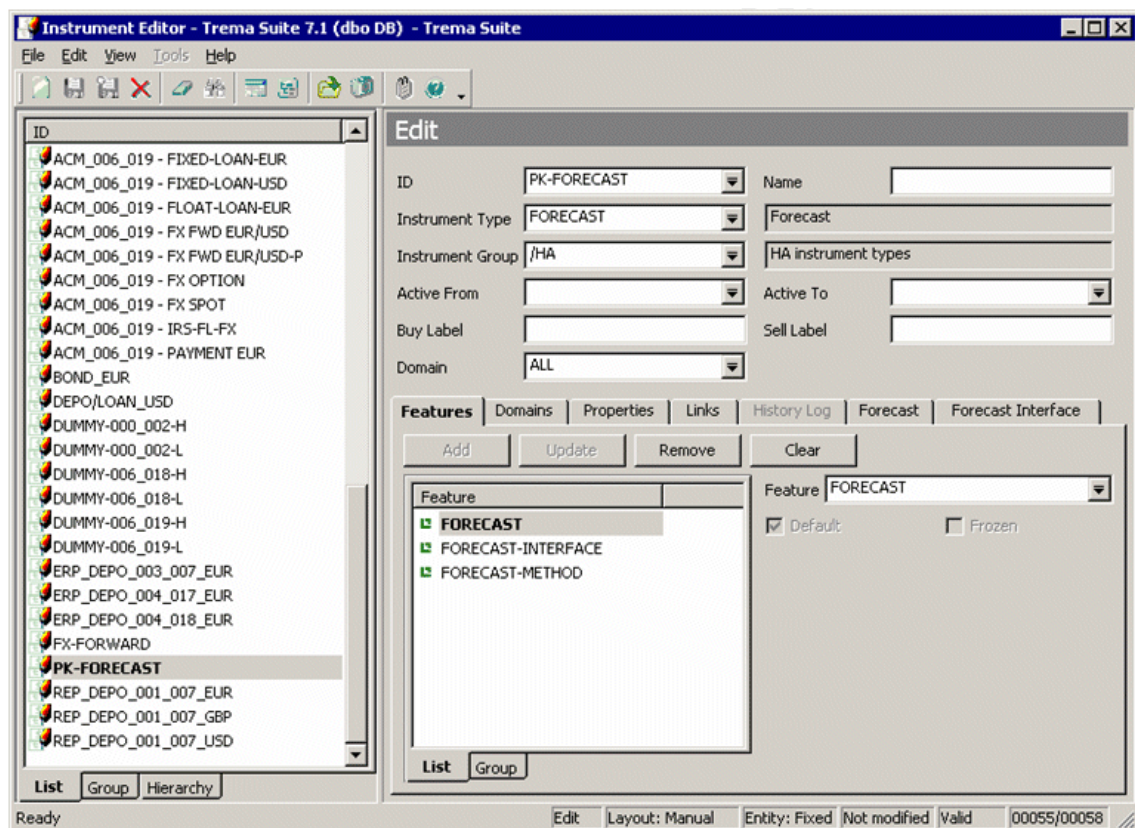 Instrument Editor - Trema Suite 7.1 (dbo DB) - Trema Suite
File Edit View Tools Help
ID
ACM_006_019 - FIXED-LOAN-EUR
ACM_006_019 - FIXED-LOAN-USD
ACM_006_019 - FLOAT-LOAN-EUR
ACM_006_019 - FX FWD EUR/USD
ACM_006_019 - FX FWD EUR/USD-P
ACM_006_019 - FX OPTION
ACM_006_019 - FX SPOT
ACM_006_019 - IRS-FL-FX
ACM_006_019 - PAYMENT EUR
BOND_EUR
DEPO/LOAN_USD
DUMMY-000_002-H
DUMMY-000_002-L
DUMMY-006_018-H
DUMMY-006_018-L
DUMMY-006_019-H
DUMMY-006_019-L
ERP_DEPO_003_007_EUR
ERP_DEPO_004_017_EUR
ERP_DEPO_004_018_EUR
FX-FORWARD
PK-FORECAST
REP_DEPO_001_007_EUR
REP_DEPO_001_007_GBP
REP_DEPO_001_007_USD
List Group Hierarchy
Edit
ID PK-FORECAST Name
Instrument Type FORECAST Forecast
Instrument Group /HA HA instrument types
Active From Active To
Buy Label Sell Label
Domain ALL
Features Domains Properties Links History Log Forecast Forecast Interface
Add Update Remove Clear
Feature
FORECAST
FORECAST-INTERFACE
FORECAST-METHOD
Feature FORECAST
Default Frozen
List Group
Ready Edit Layout: Manual Entity: Fixed Not modified Valid 00055/00058